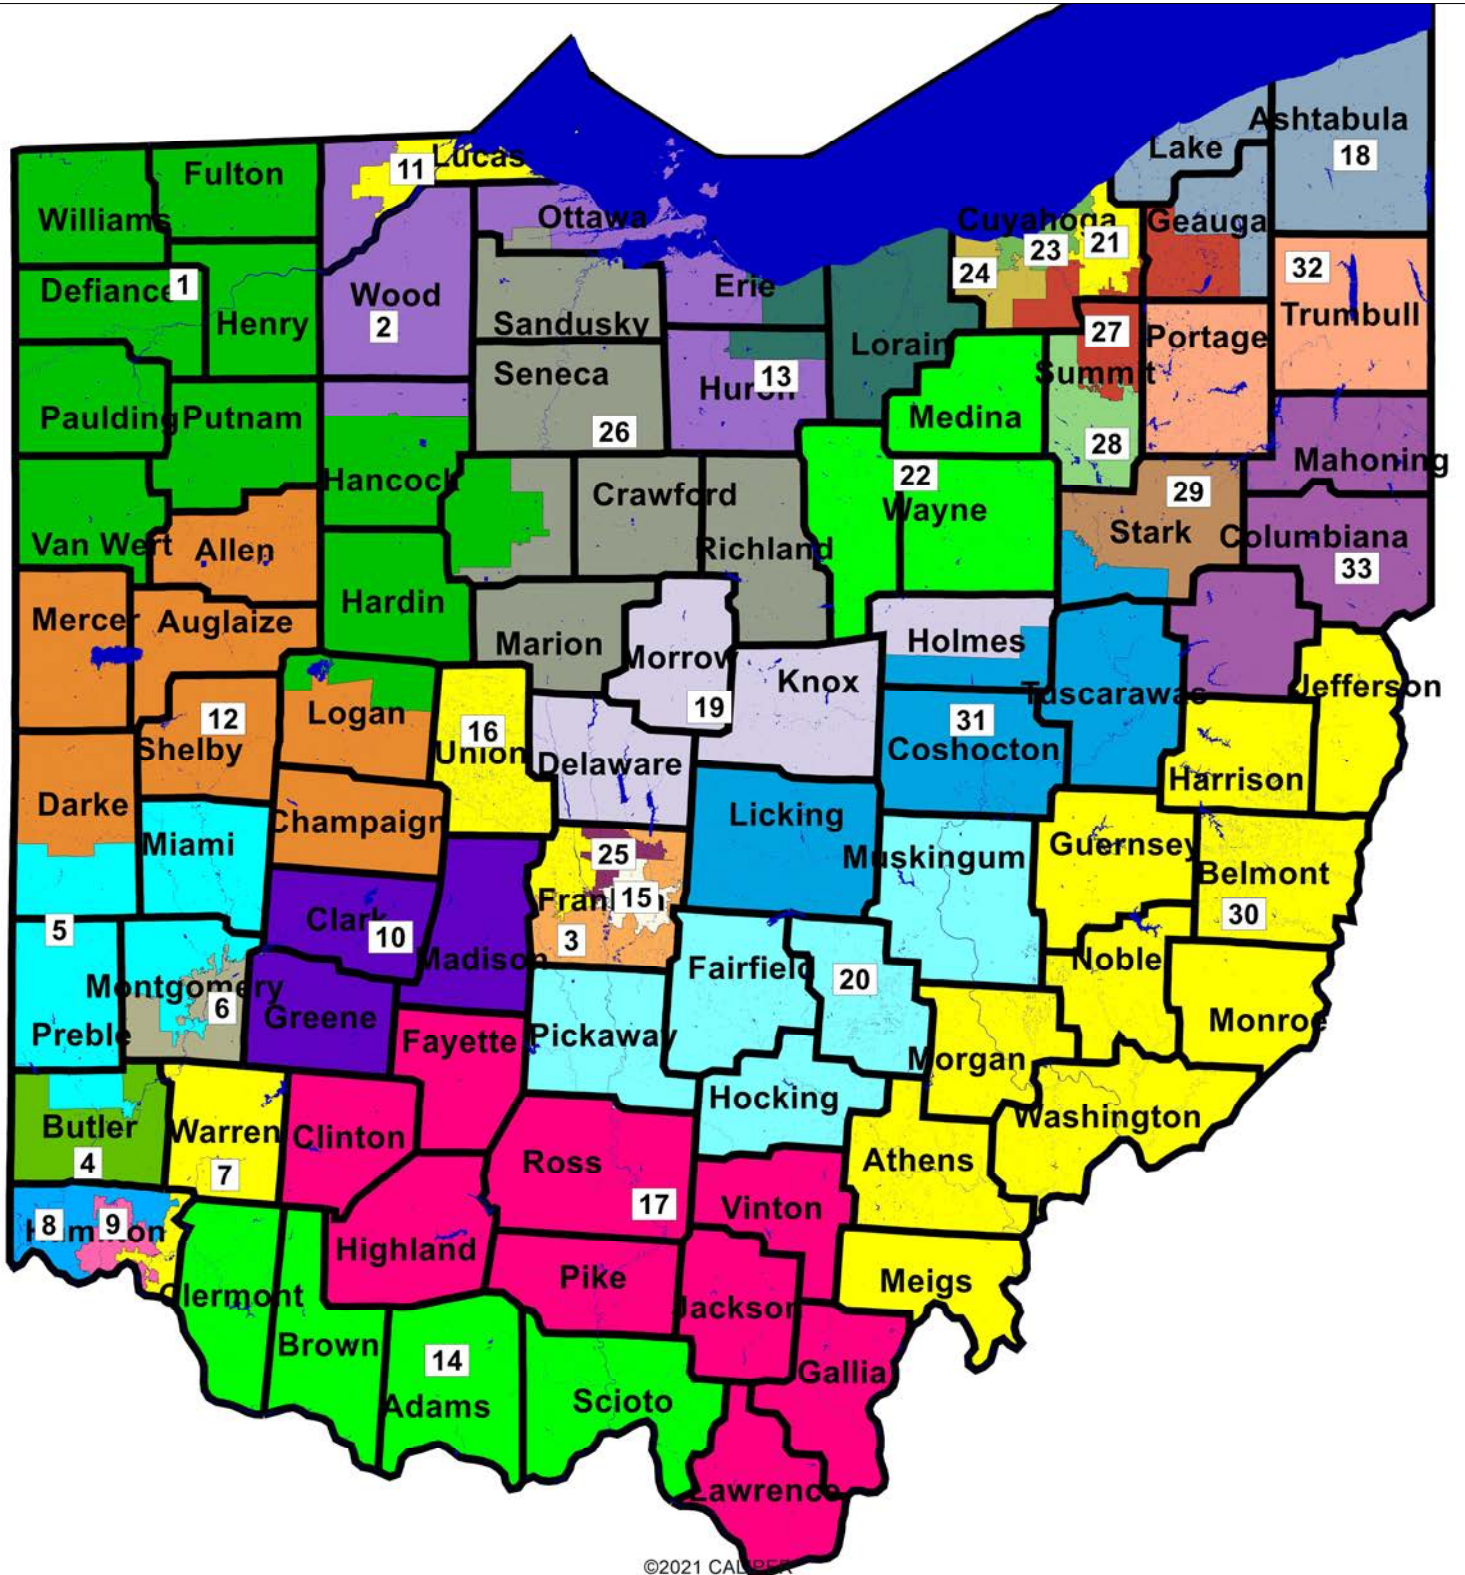 Ashtabula
18
Lake
11
Lucas
Fulton
Williams
Ottawa
Cuyahoga
Geauga
23
21
24
32
Defiance
1
Erie
Wood
2
Henry
Sandusky
Trumbull
27
Portage
Lorain
Summit
Seneca
13
Huron
Paulding
Putnam
Medina
26
28
Mahoning
22
Hancock
Crawford
29
Wayne
Van Wert
Allen
Richland
Stark
Columbiana
33
Hardin
Mercer
Auglaize
Marion
Holmes
Morrow
Knox
Tuscarawas
Jefferson
19
12
Logan
16
31
Shelby
Union
Delaware
Coshocton
Harrison
Darke
Champaign
Licking
Miami
25
Muskingum
Guernsey
Belmont
Franklin
15
Clark
10
30
5
3
Madison
Fairfield
20
Noble
Montgomery
6
Greene
Monroe
Preble
Fayette
Pickaway
Morgan
Hocking
Butler
Warren
Clinton
Washington
4
7
Ross
Athens
17
Vinton
8
9
Hamilton
Highland
Pike
Meigs
Clermont
Jackson
Brown
14
Gallia
Adams
Scioto
Lawrence
©2021 CALIPER